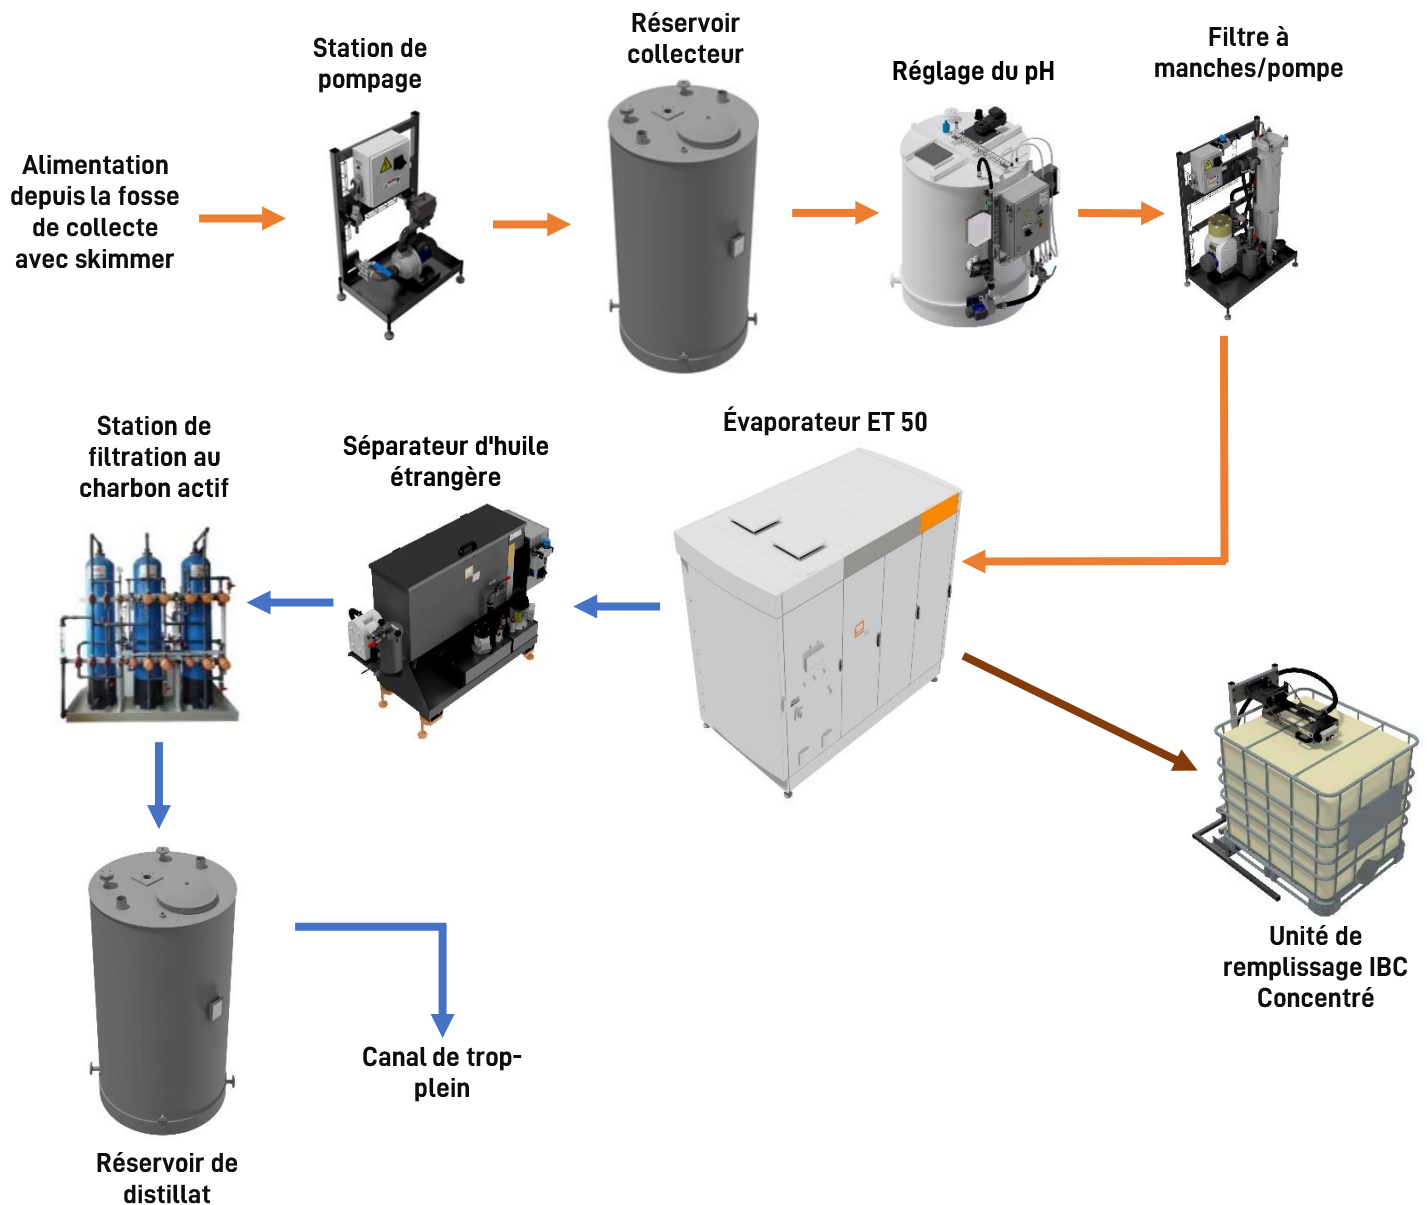 Station de
pompage
Réservoir
collecteur
Réglage du pH
Filtre à
manches/pompe
Alimentation
depuis la fosse
de collecte
avec skimmer
Station de
filtration au
charbon actif
Séparateur d'huile
étrangère
Évaporateur ET 50
Unité de
remplissage IBC
Concentré
Canal de trop-
plein
Réservoir de
distillat